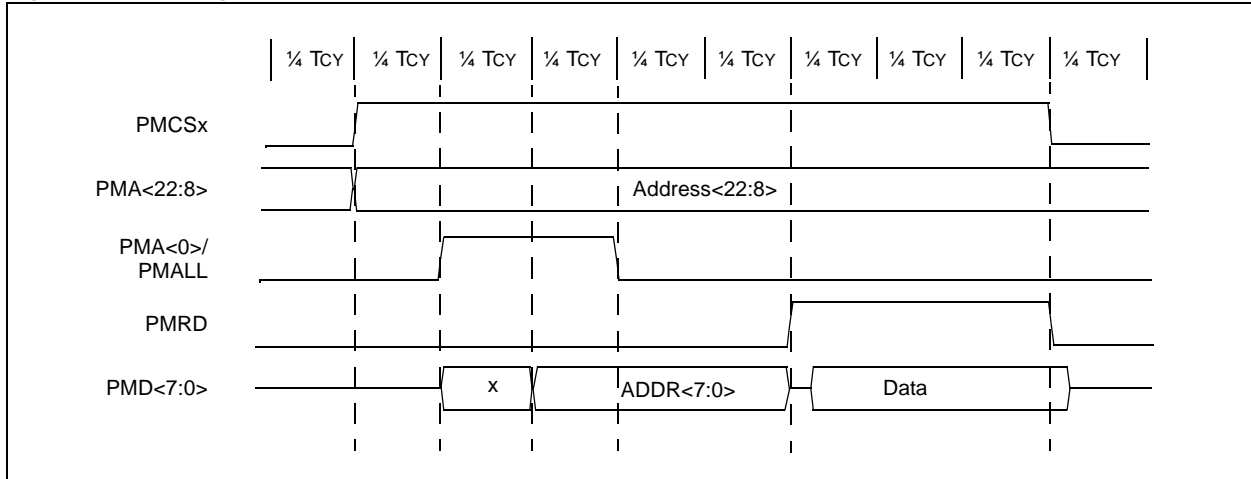 ¼ TCY ¼ TCY ¼ TCY ¼ TCY ¼ TCY ¼ TCY ¼ TCY ¼ TCY ¼ TCY ¼ TCY
PMCSx
PMA<22:8> Address<22:8>
PMA<0>/
PMALL
PMRD
PMD<7:0> x ADDR<7:0> Data